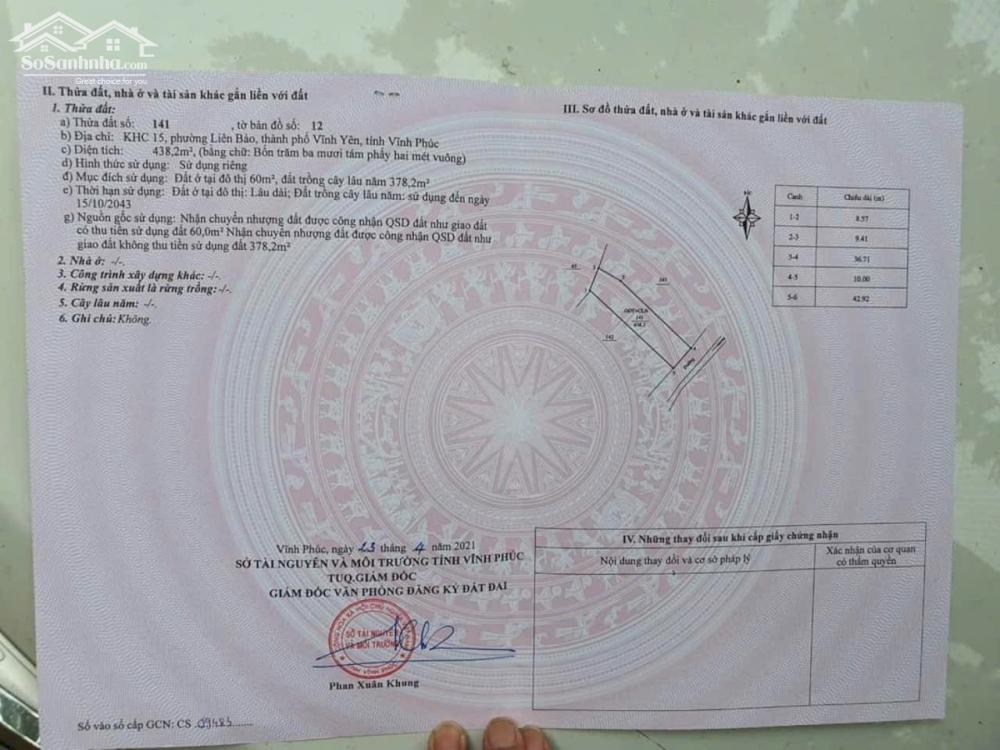 SoSanhnha.com
Great choice for you
II. Thửa đất, nhà ở và tài sản khác gắn liền với đất
1. Thửa đất:
a) Thửa đất số: 141 , tờ bản đồ số: 12
b) Địa chỉ: KHC 15, phường Liên Bảo, thành phố Vĩnh Yên, tỉnh Vĩnh Phúc
c) Diện tích: 438,2m², (bằng chữ: Bốn trăm ba mươi tám phẩy hai mét vuông)
d) Hình thức sử dụng: Sử dụng riêng
đ) Mục đích sử dụng: Đất ở tại đô thị 60m², đất trồng cây lâu năm 378,2m²
e) Thời hạn sử dụng: Đất ở tại đô thị: Lâu dài; Đất trồng cây lâu năm: sử dụng đến ngày
15/10/2043
g) Nguồn gốc sử dụng: Nhận chuyển nhượng đất được công nhận QSD đất như giao đất
có thu tiền sử dụng đất 60,0m² Nhận chuyển nhượng đất được công nhận QSD đất như
giao đất không thu tiền sử dụng đất 378,2m²
2. Nhà ở: -/-.
3. Công trình xây dựng khác: -/-.
4. Rừng sản xuất là rừng trồng: -/-.
5. Cây lâu năm: -/-.
6. Ghi chú: Không.
III. Sơ đồ thửa đất, nhà ở và tài sản khác gắn liền với đất
Cạnh Chiều dài (m)
1-2 8.57
2-3 9.41
3-4 36.71
4-5 10.00
5-6 42.92
141
142
Đường
Vĩnh Phúc, ngày 23 tháng 4 năm 2021
SỞ TÀI NGUYÊN VÀ MÔI TRƯỜNG TỈNH VĨNH PHÚC
TUQ.GIÁM ĐỐC
GIÁM ĐỐC VĂN PHÒNG ĐĂNG KÝ ĐẤT ĐAI
SỞ TÀI NGUYÊN
VÀ MÔI TRƯỜNG
Phan Xuân Khung
Số vào sổ cấp GCN: CS 09483
IV. Những thay đổi sau khi cấp giấy chứng nhận
Nội dung thay đổi và cơ sở pháp lý
Xác nhận của cơ quan
có thẩm quyền